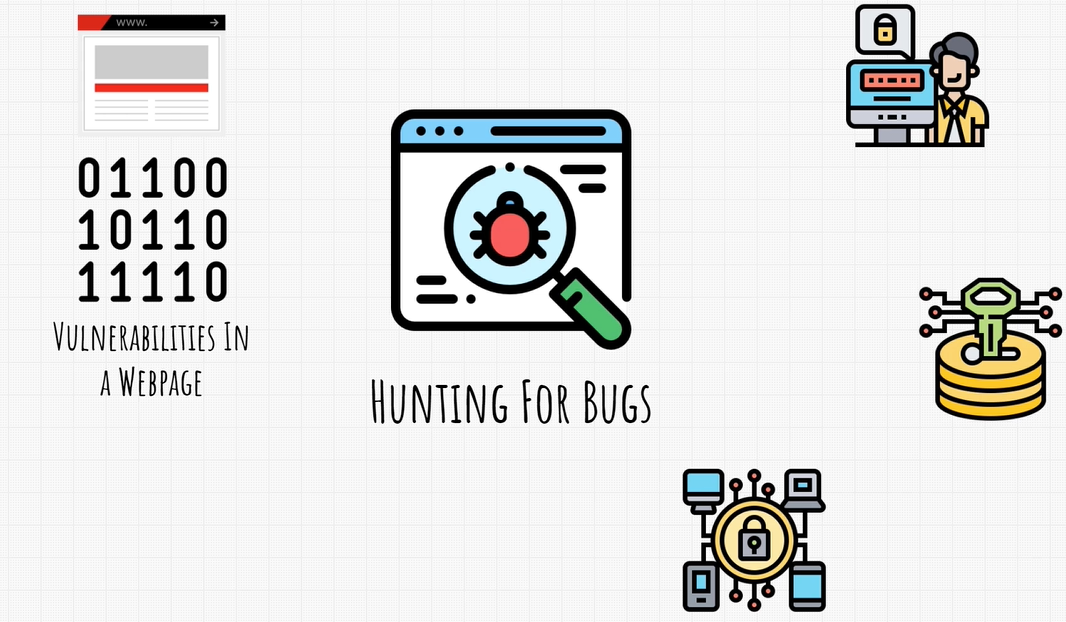 www.
01100
10110
11110
Vulnerabilities In
a Webpage
Hunting For Bugs